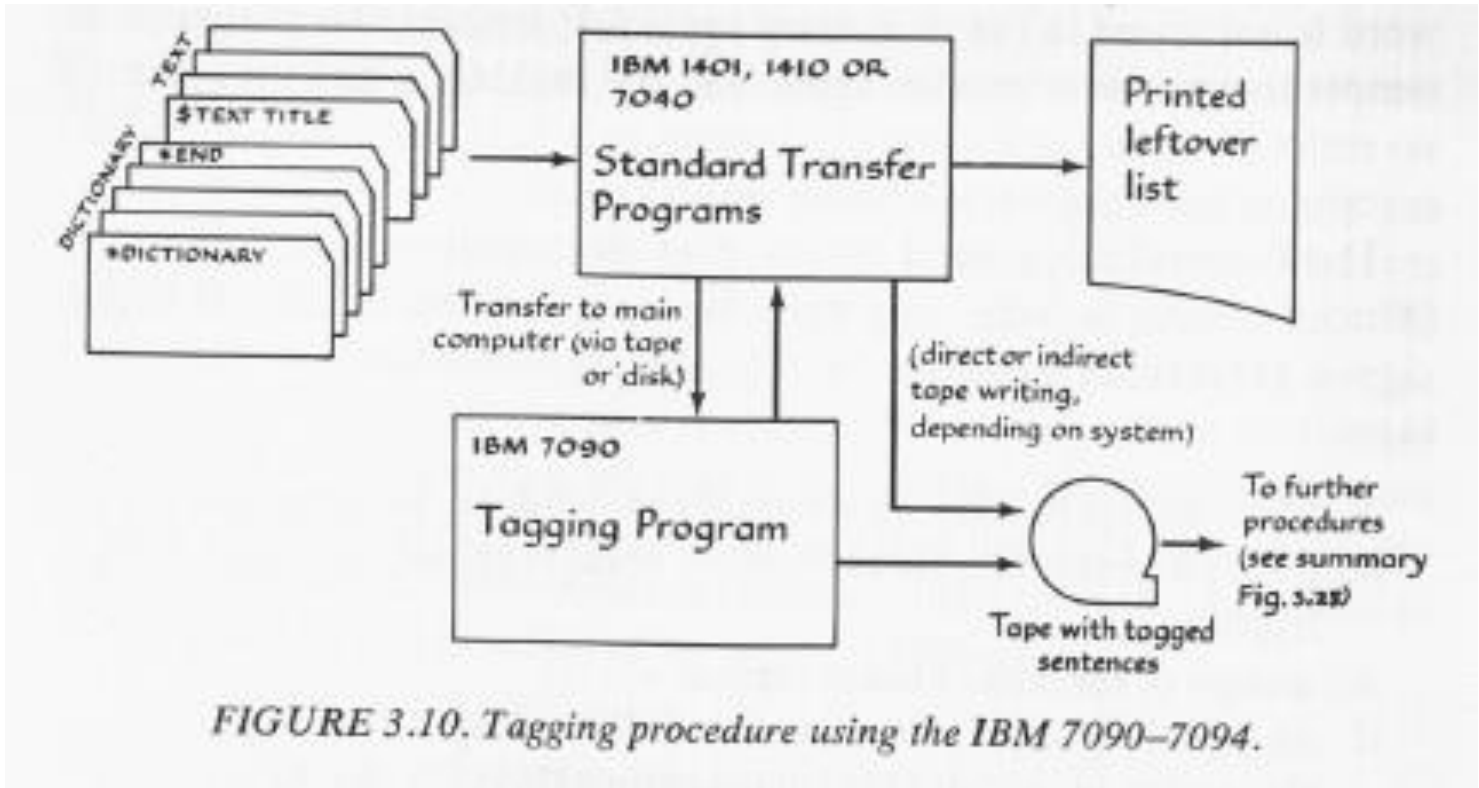 TEXT
$TEXT TITLE
*END
DICTIONARY
*DICTIONARY
IBM 1401, 1410 OR
7040
Standard Transfer
Programs
Printed
leftover
list
Transfer to main
computer (via tape
or disk)
(direct or indirect
tape writing,
depending on system)
IBM 7090
Tagging Program
To further
procedures
(see summary
Fig.
Tape with tagged
sentences
FIGURE 3.10. Tagging procedure using the IBM 7090–7094.